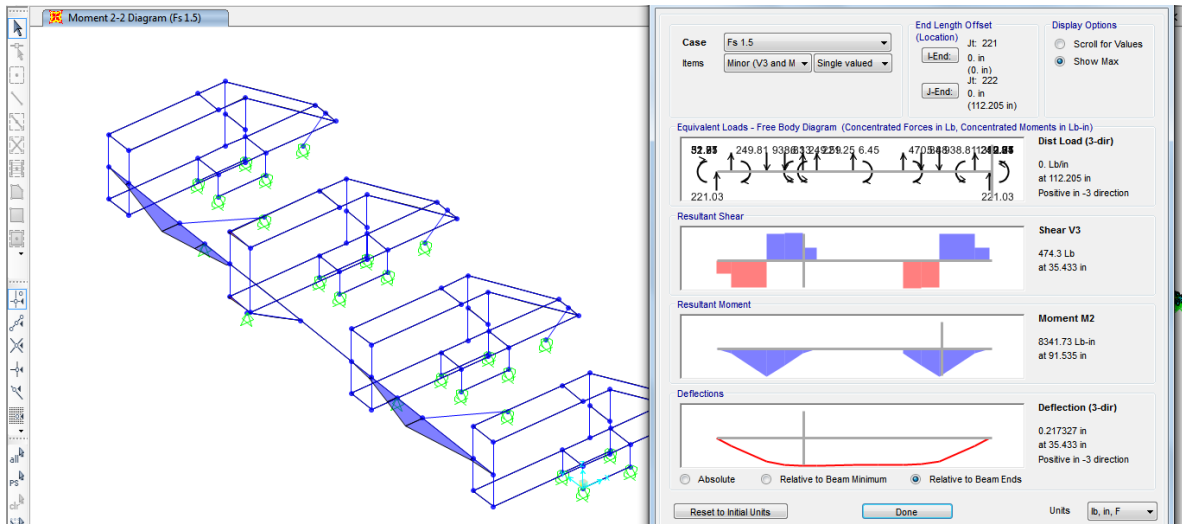 Moment 2-2 Diagram (Fs 1.5)
Case
Fs 1.5
Items
Minor (V3 and M
Single valued
End Length Offset
(Location)
Jt: 221
I-End:
0. in
(0. in)
Jt: 222
J-End:
0. in
(112.205 in)
Display Options
Scroll for Values
Show Max
Equivalent Loads - Free Body Diagram (Concentrated Forces in Lb, Concentrated Moments in Lb-in)
249.81
6.45
221.03
221.03
Dist Load (3-dir)
0. Lb/in
at 112.205 in
Positive in -3 direction
Resultant Shear
Shear V3
474.3 Lb
at 35.433 in
Resultant Moment
Moment M2
8341.73 Lb-in
at 91.535 in
Deflections
Deflection (3-dir)
0.217327 in
at 35.433 in
Positive in -3 direction
Absolute
Relative to Beam Minimum
Relative to Beam Ends
Reset to Initial Units
Done
Units
lb, in, F
all
ps
clr